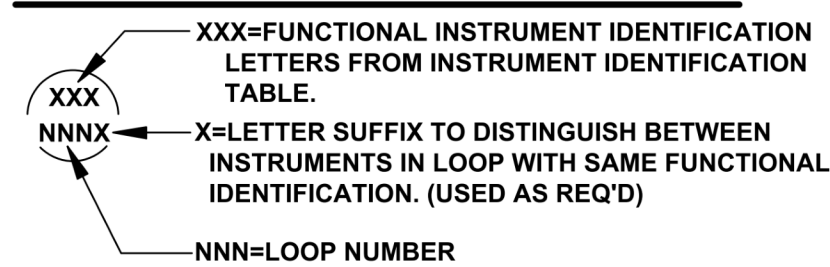 XXX=FUNCTIONAL INSTRUMENT IDENTIFICATION
LETTERS FROM INSTRUMENT IDENTIFICATION
TABLE.
XXX
NNNX
X=LETTER SUFFIX TO DISTINGUISH BETWEEN
INSTRUMENTS IN LOOP WITH SAME FUNCTIONAL
IDENTIFICATION. (USED AS REQ'D)
NNN=LOOP NUMBER